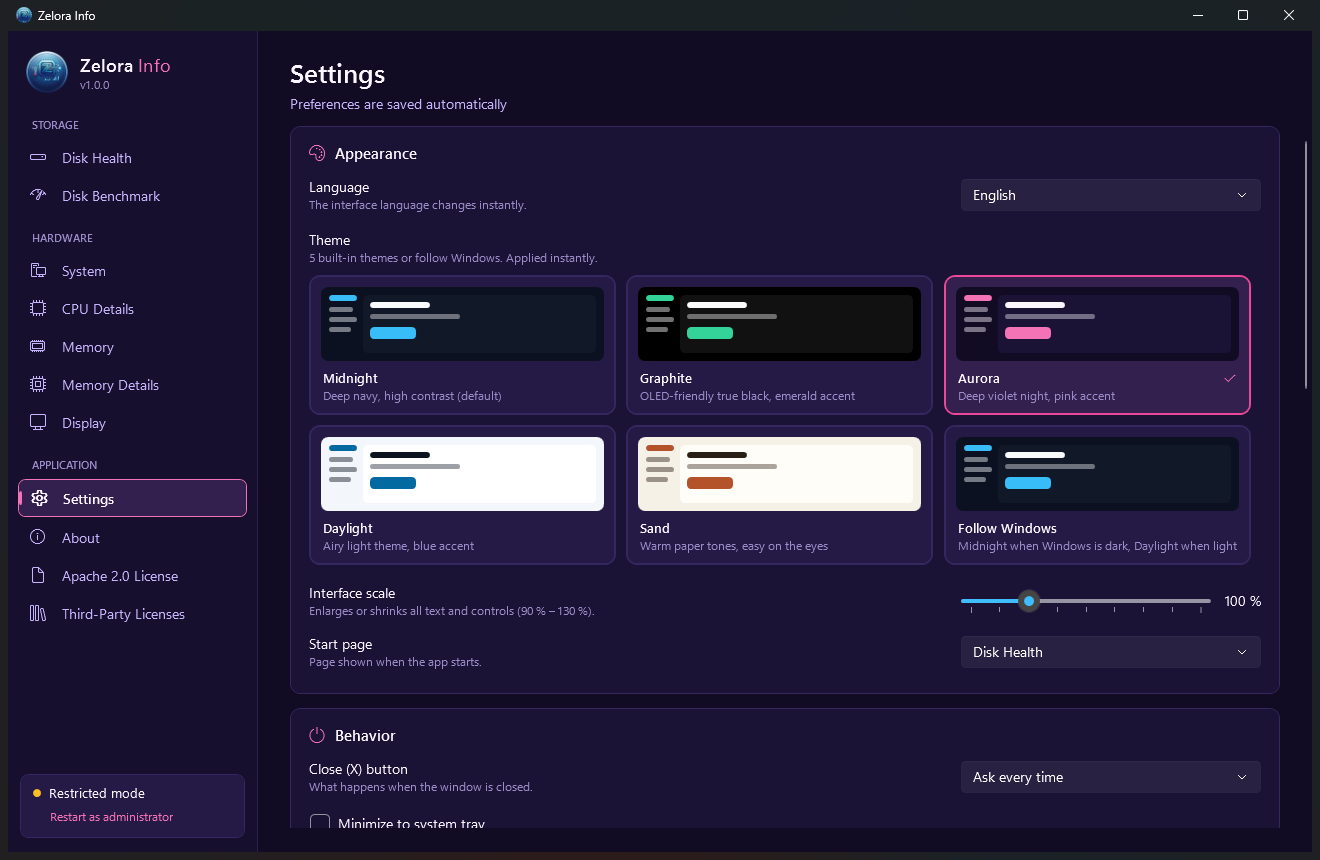 Zelora Info
Zelora Info
v1.0.0
STORAGE
Disk Health
Disk Benchmark
HARDWARE
System
CPU Details
Memory
Memory Details
Display
APPLICATION
Settings
About
Apache 2.0 License
Third-Party Licenses
Restricted mode
Restart as administrator
Settings
Preferences are saved automatically
Appearance
Language
The interface language changes instantly.
English
Theme
5 built-in themes or follow Windows. Applied instantly.
Midnight
Deep navy, high contrast (default)
Graphite
OLED-friendly true black, emerald accent
Aurora
Deep violet night, pink accent
Daylight
Airy light theme, blue accent
Sand
Warm paper tones, easy on the eyes
Follow Windows
Midnight when Windows is dark, Daylight when light
Interface scale
Enlarges or shrinks all text and controls (90 % – 130 %).
100 %
Start page
Page shown when the app starts.
Disk Health
Behavior
Close (X) button
What happens when the window is closed.
Ask every time
Minimize to system tray